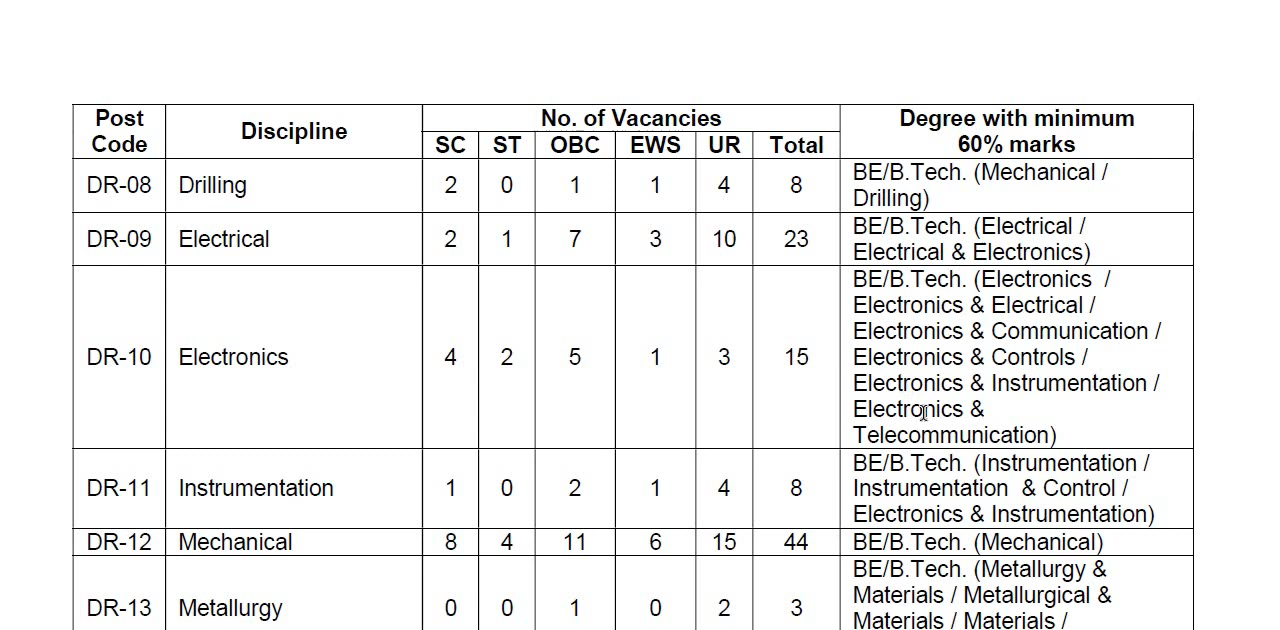 Post Code Discipline No. of Vacancies Degree with minimum 60% marks
SC ST OBC EWS UR Total
DR-08 Drilling 2 0 1 1 4 8 BE/B.Tech. (Mechanical /
Drilling)
DR-09 Electrical 2 1 7 3 10 23 BE/B.Tech. (Electrical /
Electrical & Electronics)
DR-10 Electronics 4 2 5 1 3 15 BE/B.Tech. (Electronics /
Electronics & Electrical /
Electronics & Communication /
Electronics & Controls /
Electronics & Instrumentation /
Electronics &
Telecommunication)
DR-11 Instrumentation 1 0 2 1 4 8 BE/B.Tech. (Instrumentation /
Instrumentation & Control /
Electronics & Instrumentation)
DR-12 Mechanical 8 4 11 6 15 44 BE/B.Tech. (Mechanical)
DR-13 Metallurgy 0 0 1 0 2 3 BE/B.Tech. (Metallurgy &
Materials / Metallurgical &
Materials / Materials /